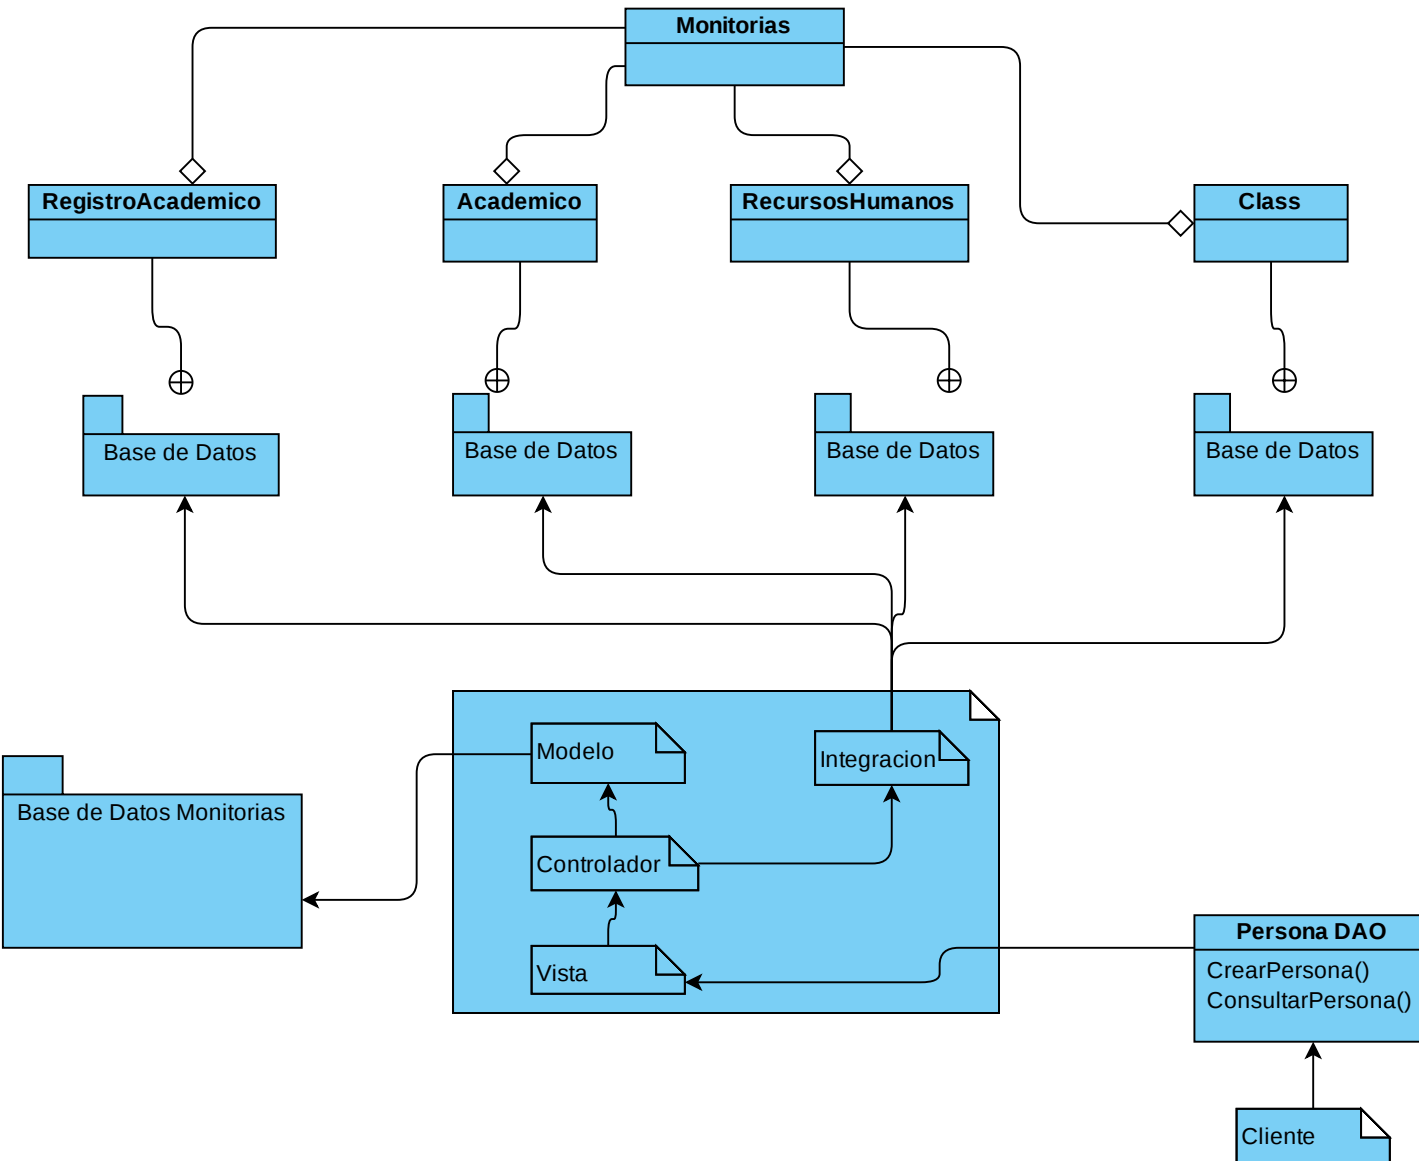 Monitorias
RegistroAcademico
Academico
RecursosHumanos
Class
Base de Datos
Base de Datos
Base de Datos
Base de Datos
Modelo
Integracion
Base de Datos Monitorias
Controlador
Vista
Persona DAO
CrearPersona()
ConsultarPersona()
Cliente